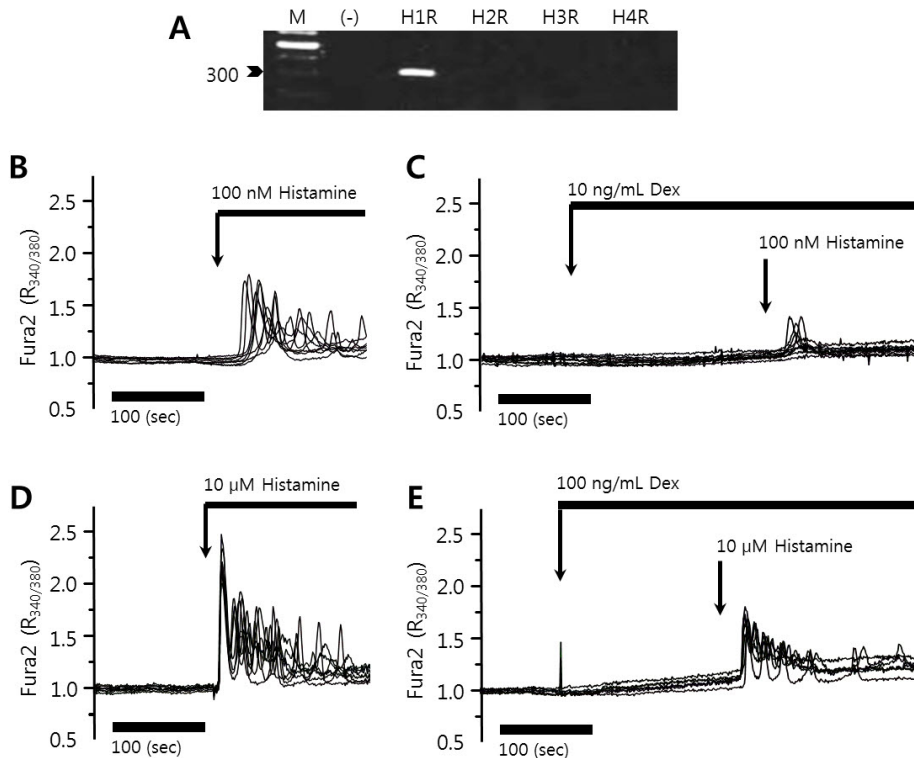 A
M (-) H1R H2R H3R H4R
300
B
100 nM Histamine
2.5
2.0
1.5
1.0
0.5
Fura2 (R340/380)
100 (sec)
C
10 ng/mL Dex
100 nM Histamine
2.5
2.0
1.5
1.0
0.5
Fura2 (R340/380)
100 (sec)
D
10 μM Histamine
2.5
2.0
1.5
1.0
0.5
Fura2 (R340/380)
100 (sec)
E
100 ng/mL Dex
10 μM Histamine
2.5
2.0
1.5
1.0
0.5
Fura2 (R340/380)
100 (sec)